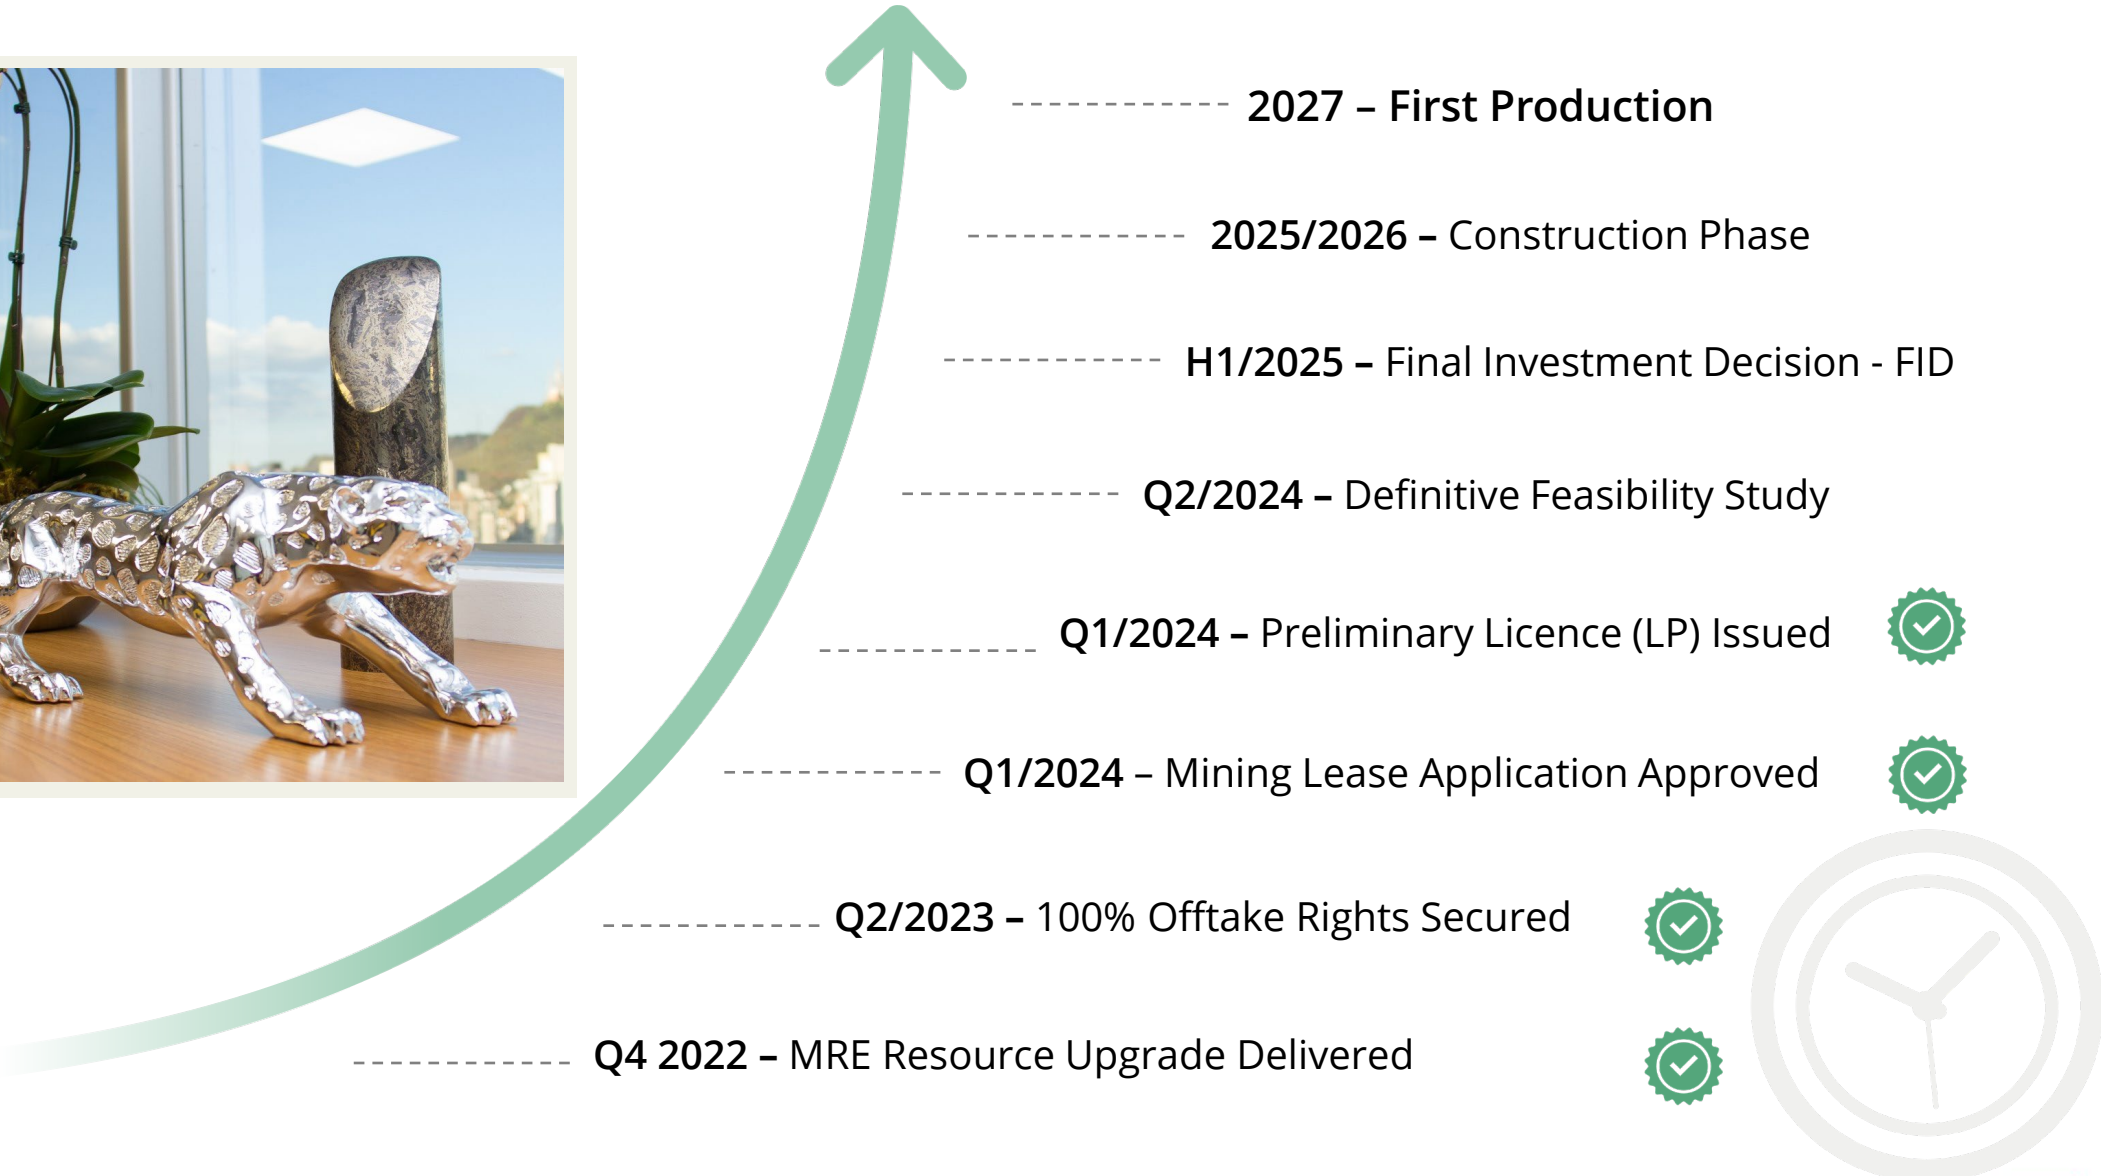 2027 – First Production
2025/2026 – Construction Phase
H1/2025 – Final Investment Decision - FID
Q2/2024 – Definitive Feasibility Study
Q1/2024 – Preliminary Licence (LP) Issued
Q1/2024 – Mining Lease Application Approved
Q2/2023 – 100% Offtake Rights Secured
Q4 2022 – MRE Resource Upgrade Delivered